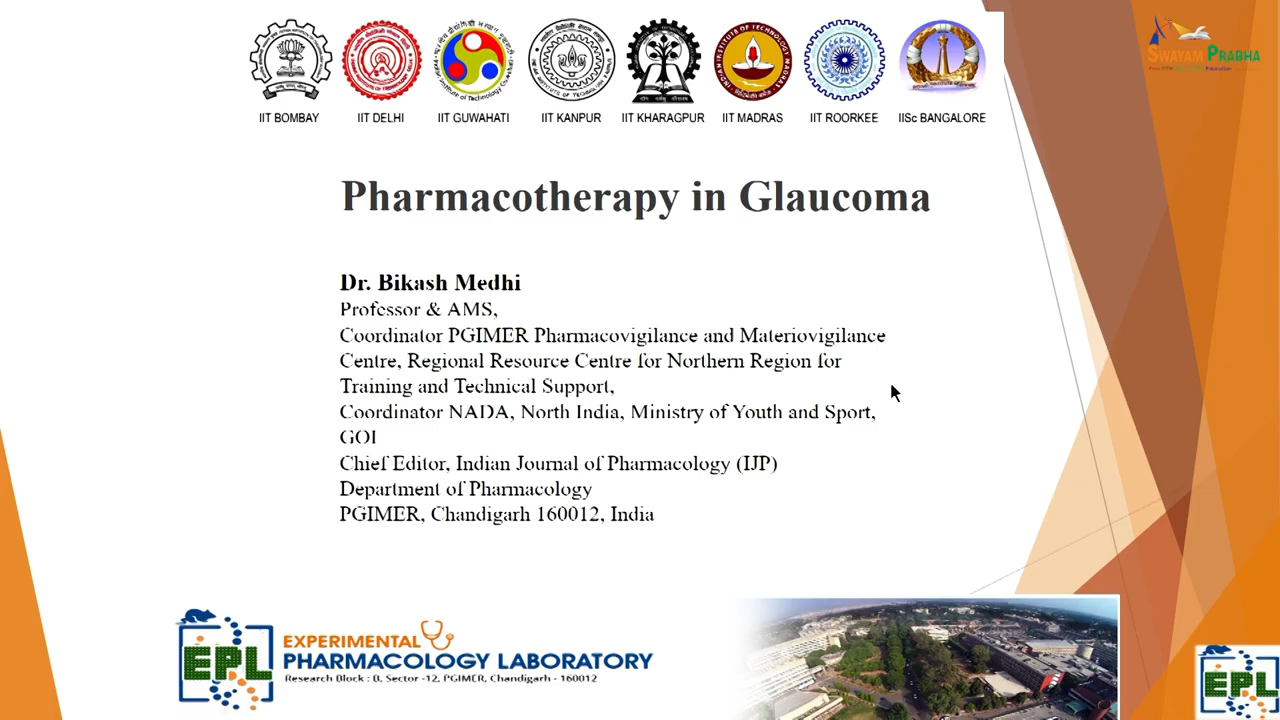 SWAYAM PRABHA
IIT BOMBAY
IIT DELHI
IIT GUWAHATI
IIT KANPUR
IIT KHARAGPUR
IIT MADRAS
IIT ROORKEE
IISc BANGALORE
Pharmacotherapy in Glaucoma
Dr. Bikash Medhi
Professor & AMS,
Coordinator PGIMER Pharmacovigilance and Materiovigilance
Centre, Regional Resource Centre for Northern Region for
Training and Technical Support,
Coordinator NADA, North India, Ministry of Youth and Sport,
GOI
Chief Editor, Indian Journal of Pharmacology (IJP)
Department of Pharmacology
PGIMER, Chandigarh 160012, India
EPL
EXPERIMENTAL
PHARMACOLOGY LABORATORY
Research Block : B, Sector -12, PGIMER, Chandigarh - 160012
EPL